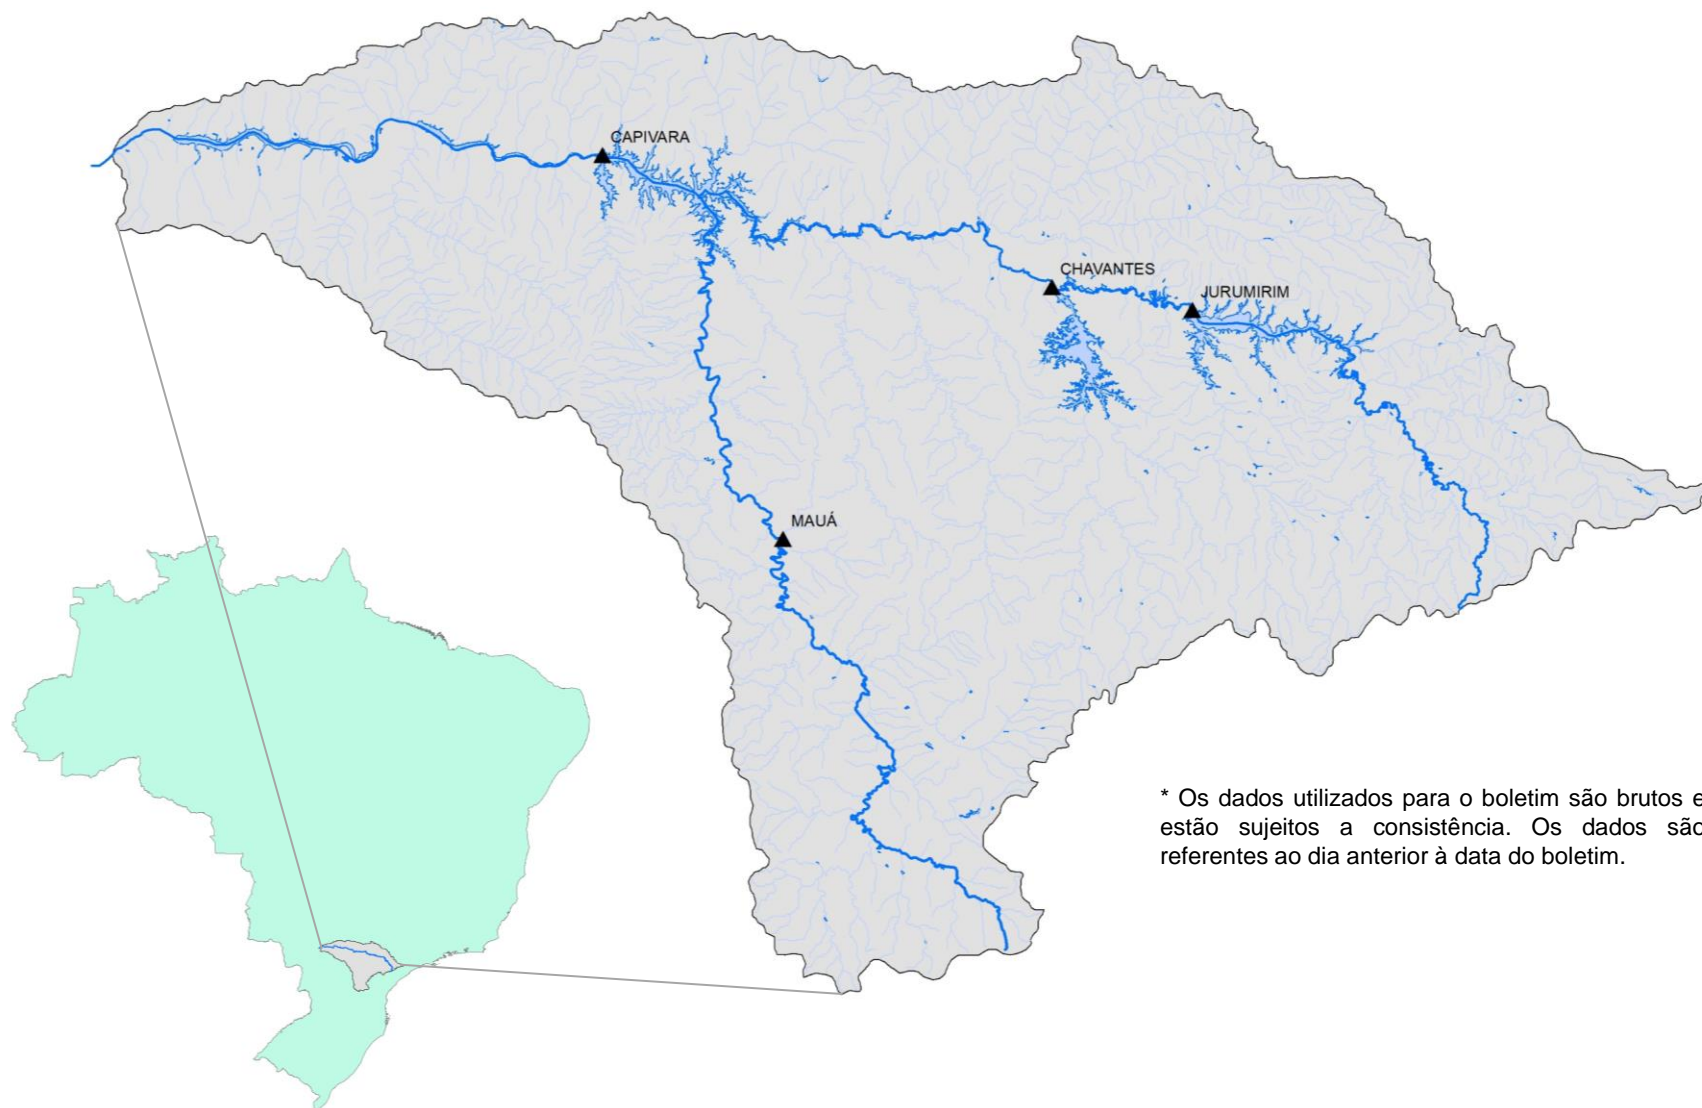 CAPIVARA
CHAVANTES
JURUMIRIM
MAUÁ
* Os dados utilizados para o boletim são brutos e
estão sujeitos a consistência. Os dados são
referentes ao dia anterior à data do boletim.